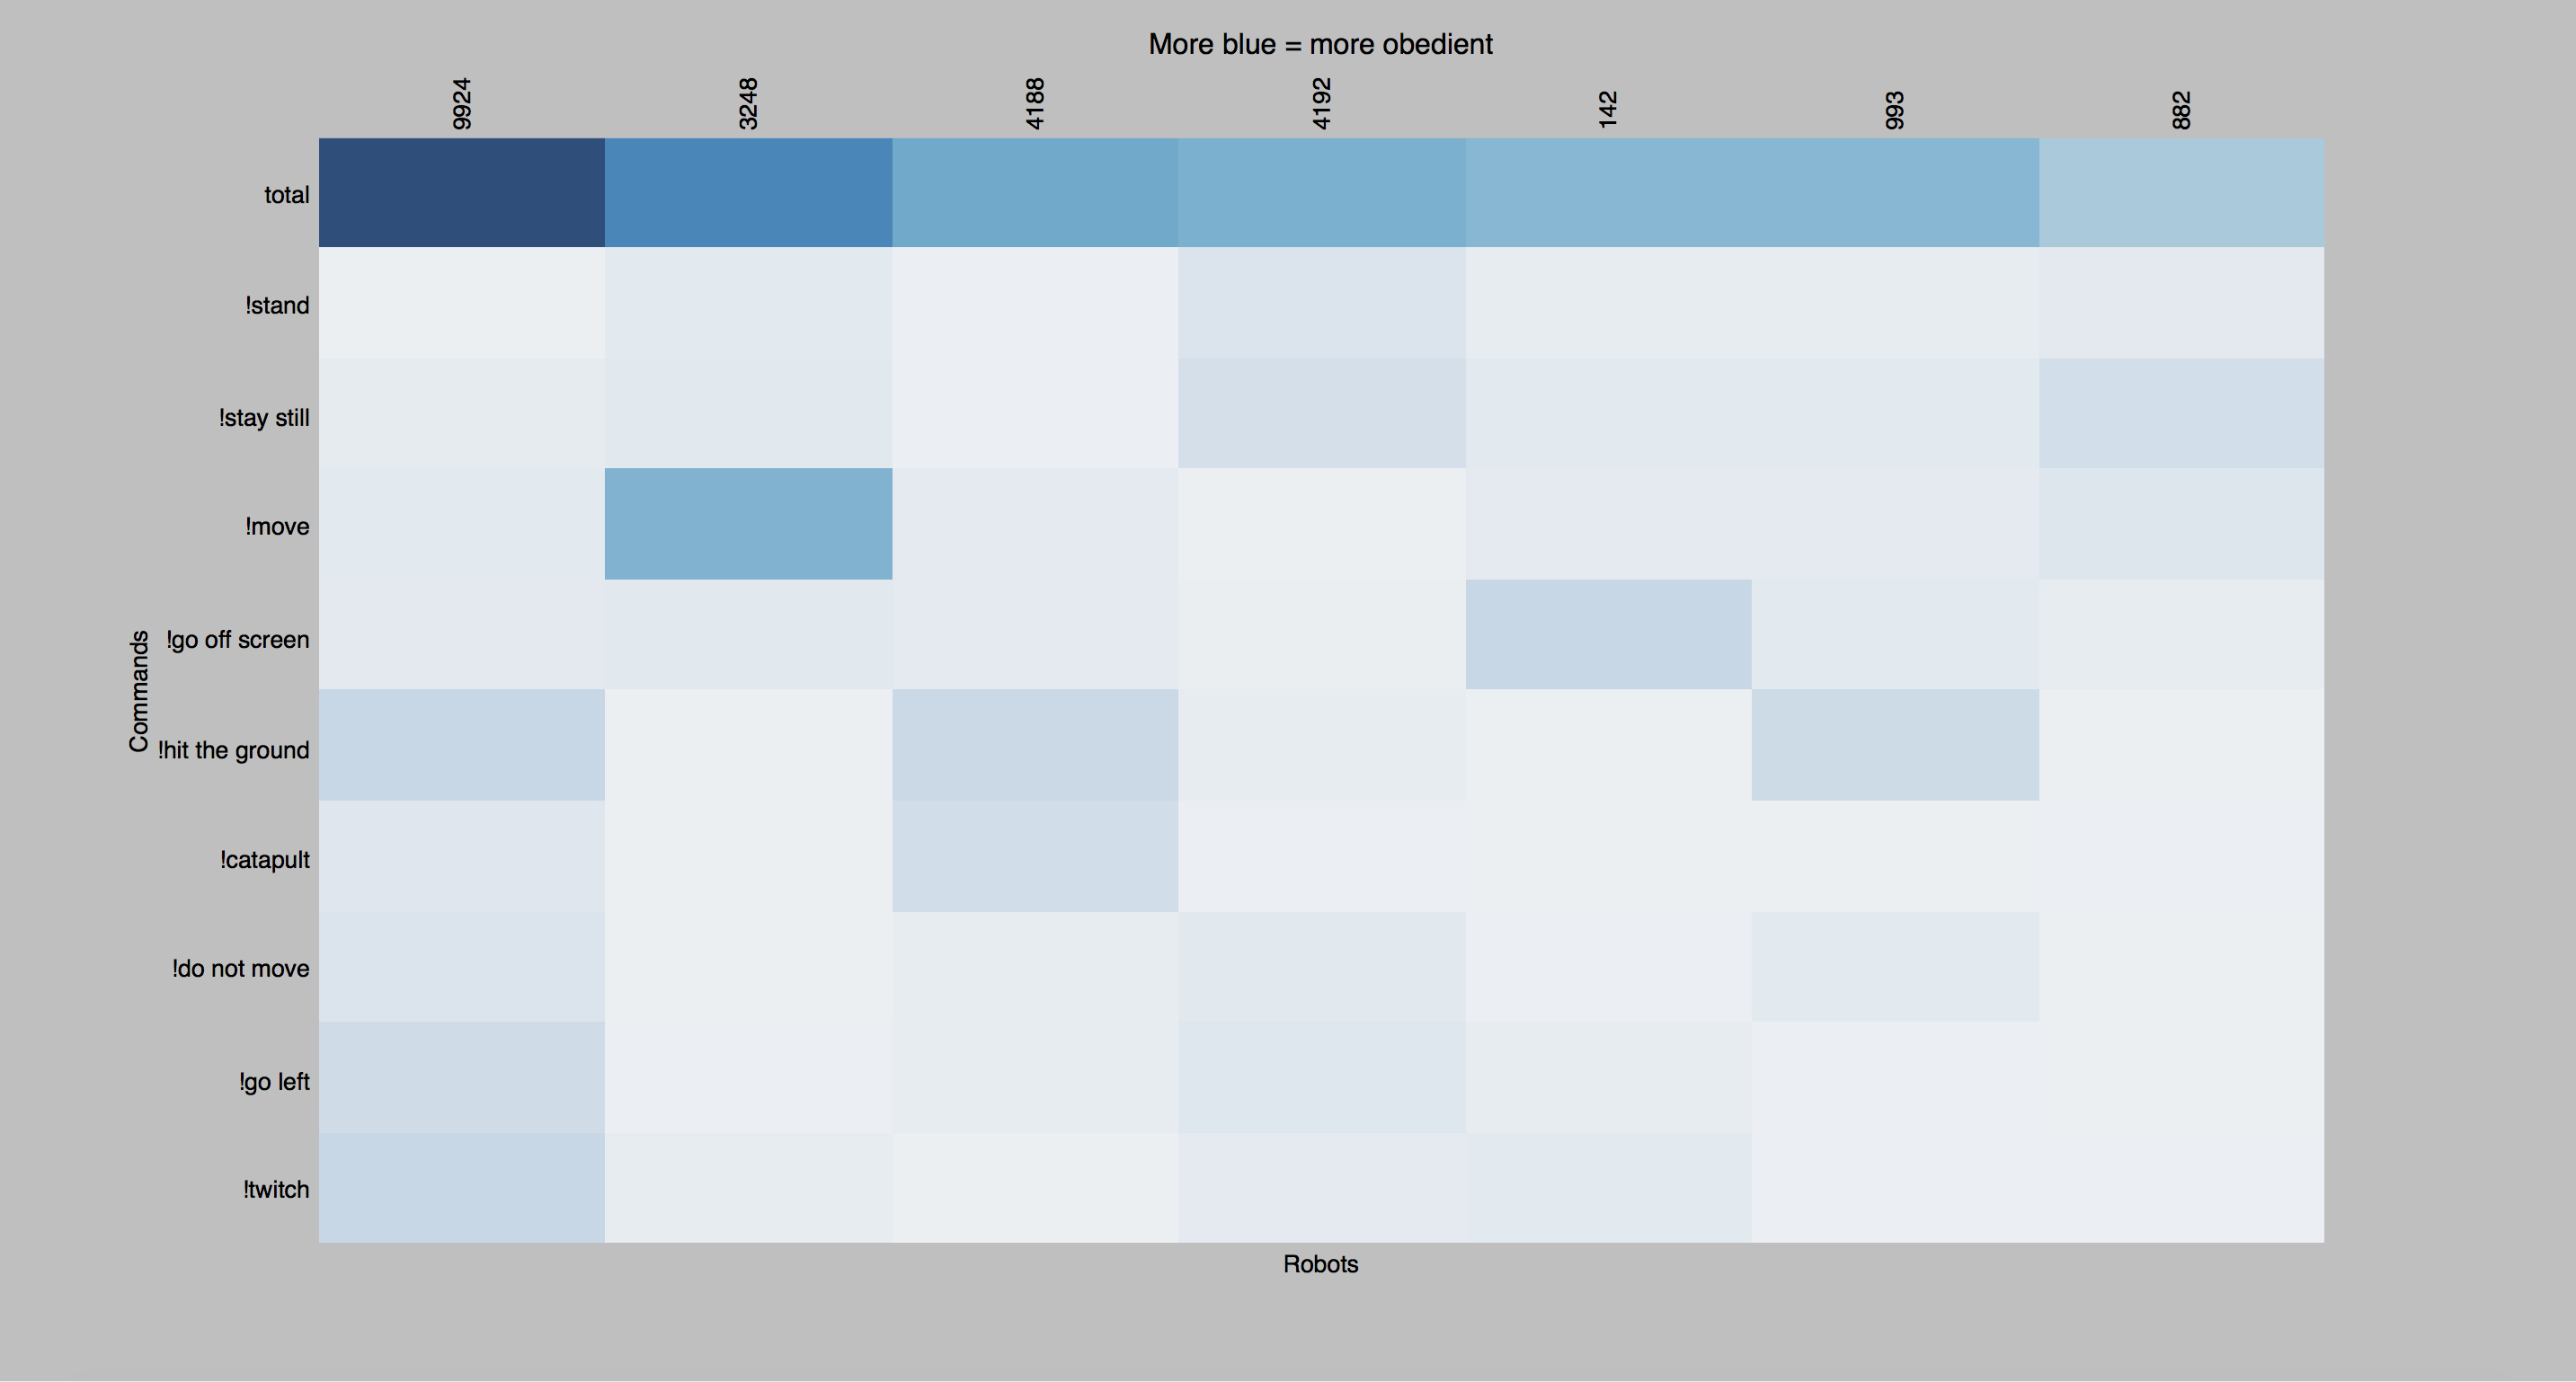 More blue = more obedient
9924
3248
4188
4192
142
993
882
total
!stand
!stay still
!move
!go off screen
Commands
!hit the ground
!catapult
!do not move
!go left
!twitch
Robots